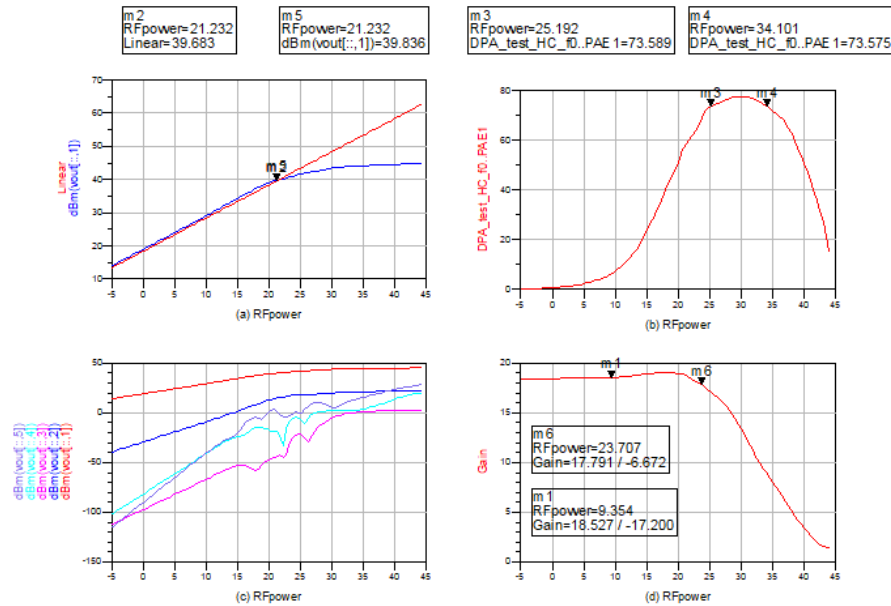 m2
RFpower=21.232
Linear=39.683
m5
RFpower=21.232
dBm(vout[::,1])=39.836
m3
RFpower=25.192
DPA_test_HC_f0..PAE1=73.589
m4
RFpower=34.101
DPA_test_HC_f0..PAE1=73.575
Linear
dBm(vout[::,1])
70
60
50
40
30
20
10
-5 0 5 10 15 20 25 30 35 40 45
(a) RFpower
DPA_test_HC_f0..PAE1
80
60
40
20
0
m3
m4
-5 0 5 10 15 20 25 30 35 40 45
(b) RFpower
dBm(vout[::,5])
dBm(vout[::,4])
dBm(vout[::,3])
dBm(vout[::,2])
dBm(vout[::,1])
50
0
-50
-100
-150
-5 0 5 10 15 20 25 30 35 40 45
(c) RFpower
Gain
20
15
10
5
0
m1
m6
m6
RFpower=23.707
Gain=17.791 / -6.672
m1
RFpower=9.354
Gain=18.527 / -17.200
-5 0 5 10 15 20 25 30 35 40 45
(d) RFpower